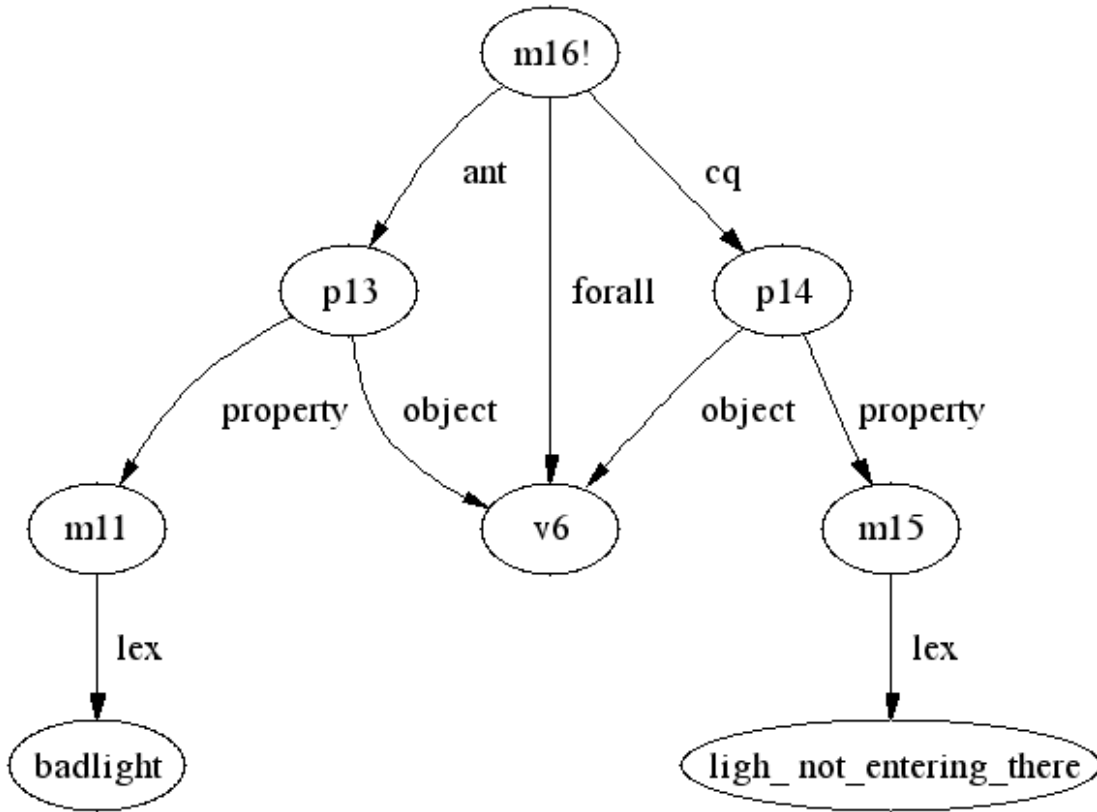 m16!
ant
cq
p13
forall
p14
property
object
object
property
m11
v6
m15
lex
lex
badlight
ligh_ not_entering_there